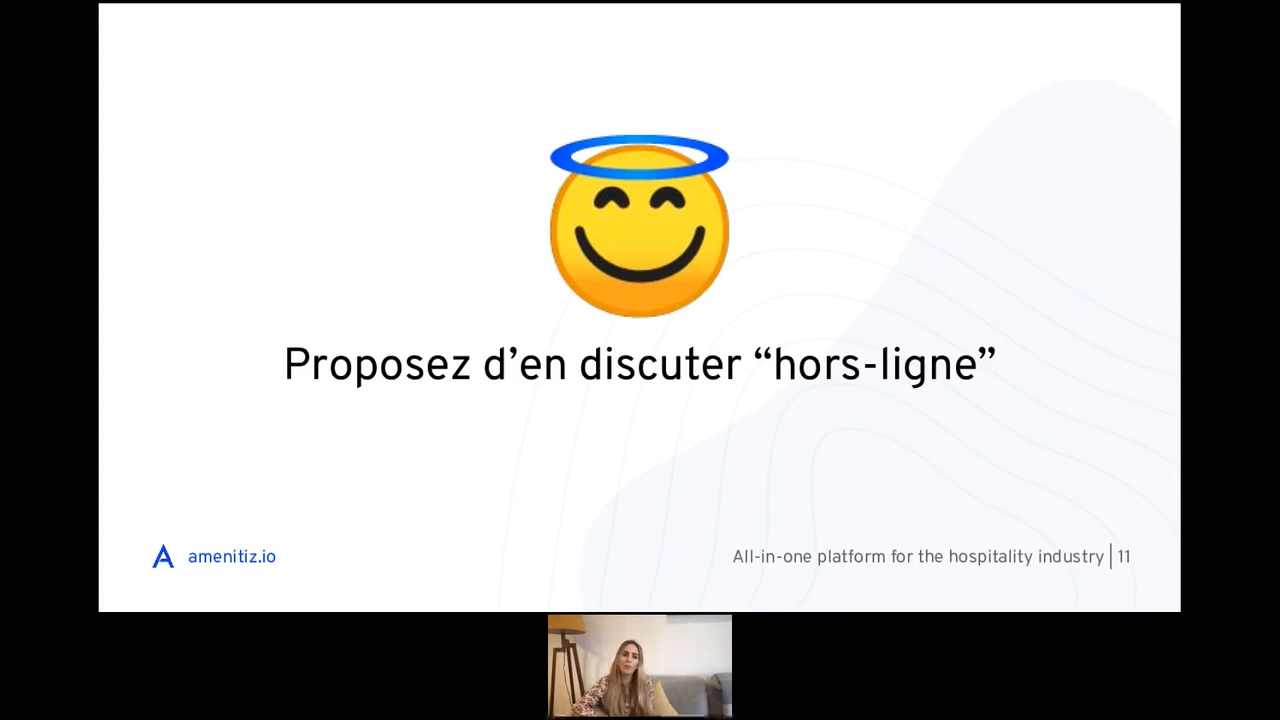 Proposez d’en discuter “hors-ligne”
amenitiz.io
All-in-one platform for the hospitality industry | 11